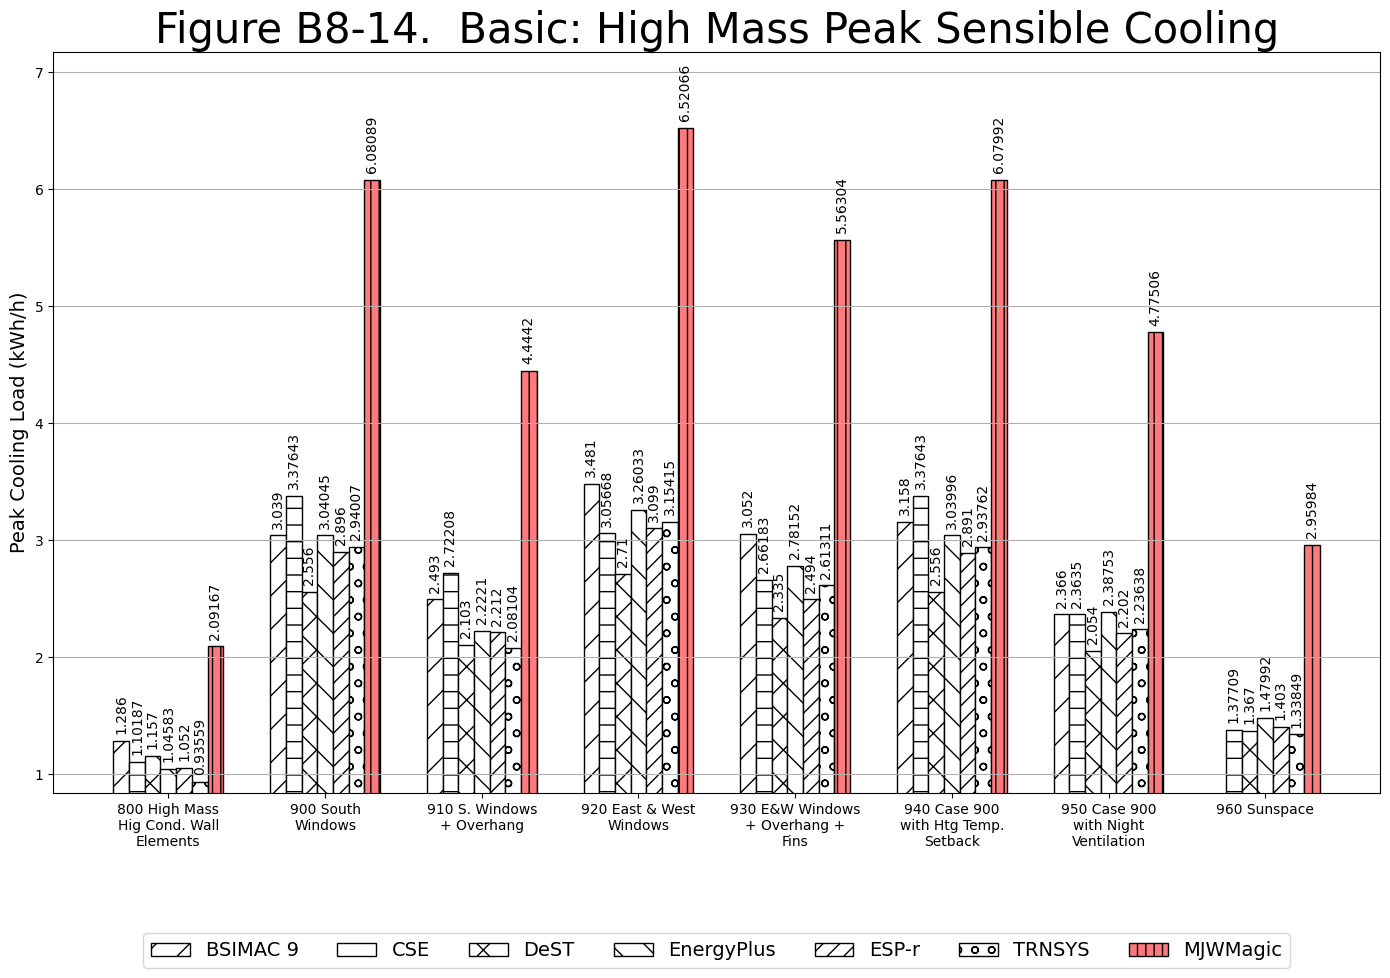 Figure B8-14.  Basic: High Mass Peak Sensible Cooling
Peak Cooling Load (kWh/h)
7
6
5
4
3
2
1
1.286
1.10187
1.157
1.04583
1.052
0.93559
2.09167
3.039
3.37643
2.556
3.04045
2.896
2.94007
6.08089
2.493
2.72208
2.103
2.2221
2.212
2.08104
4.4442
3.481
3.05668
2.71
3.26033
3.099
3.15415
6.52066
3.052
2.66183
2.335
2.78152
2.494
2.61311
5.56304
3.158
3.37643
2.556
3.03996
2.891
2.93762
6.07992
2.366
2.3635
2.054
2.38753
2.202
2.23638
4.77506
1.37709
1.367
1.47992
1.403
1.33849
2.95984
800 High Mass
Hig Cond. Wall
Elements
900 South
Windows
910 S. Windows
+ Overhang
920 East & West
Windows
930 E&W Windows
+ Overhang +
Fins
940 Case 900
with Htg Temp.
Setback
950 Case 900
with Night
Ventilation
960 Sunspace
BSIMAC 9
CSE
DeST
EnergyPlus
ESP-r
TRNSYS
MJWMagic